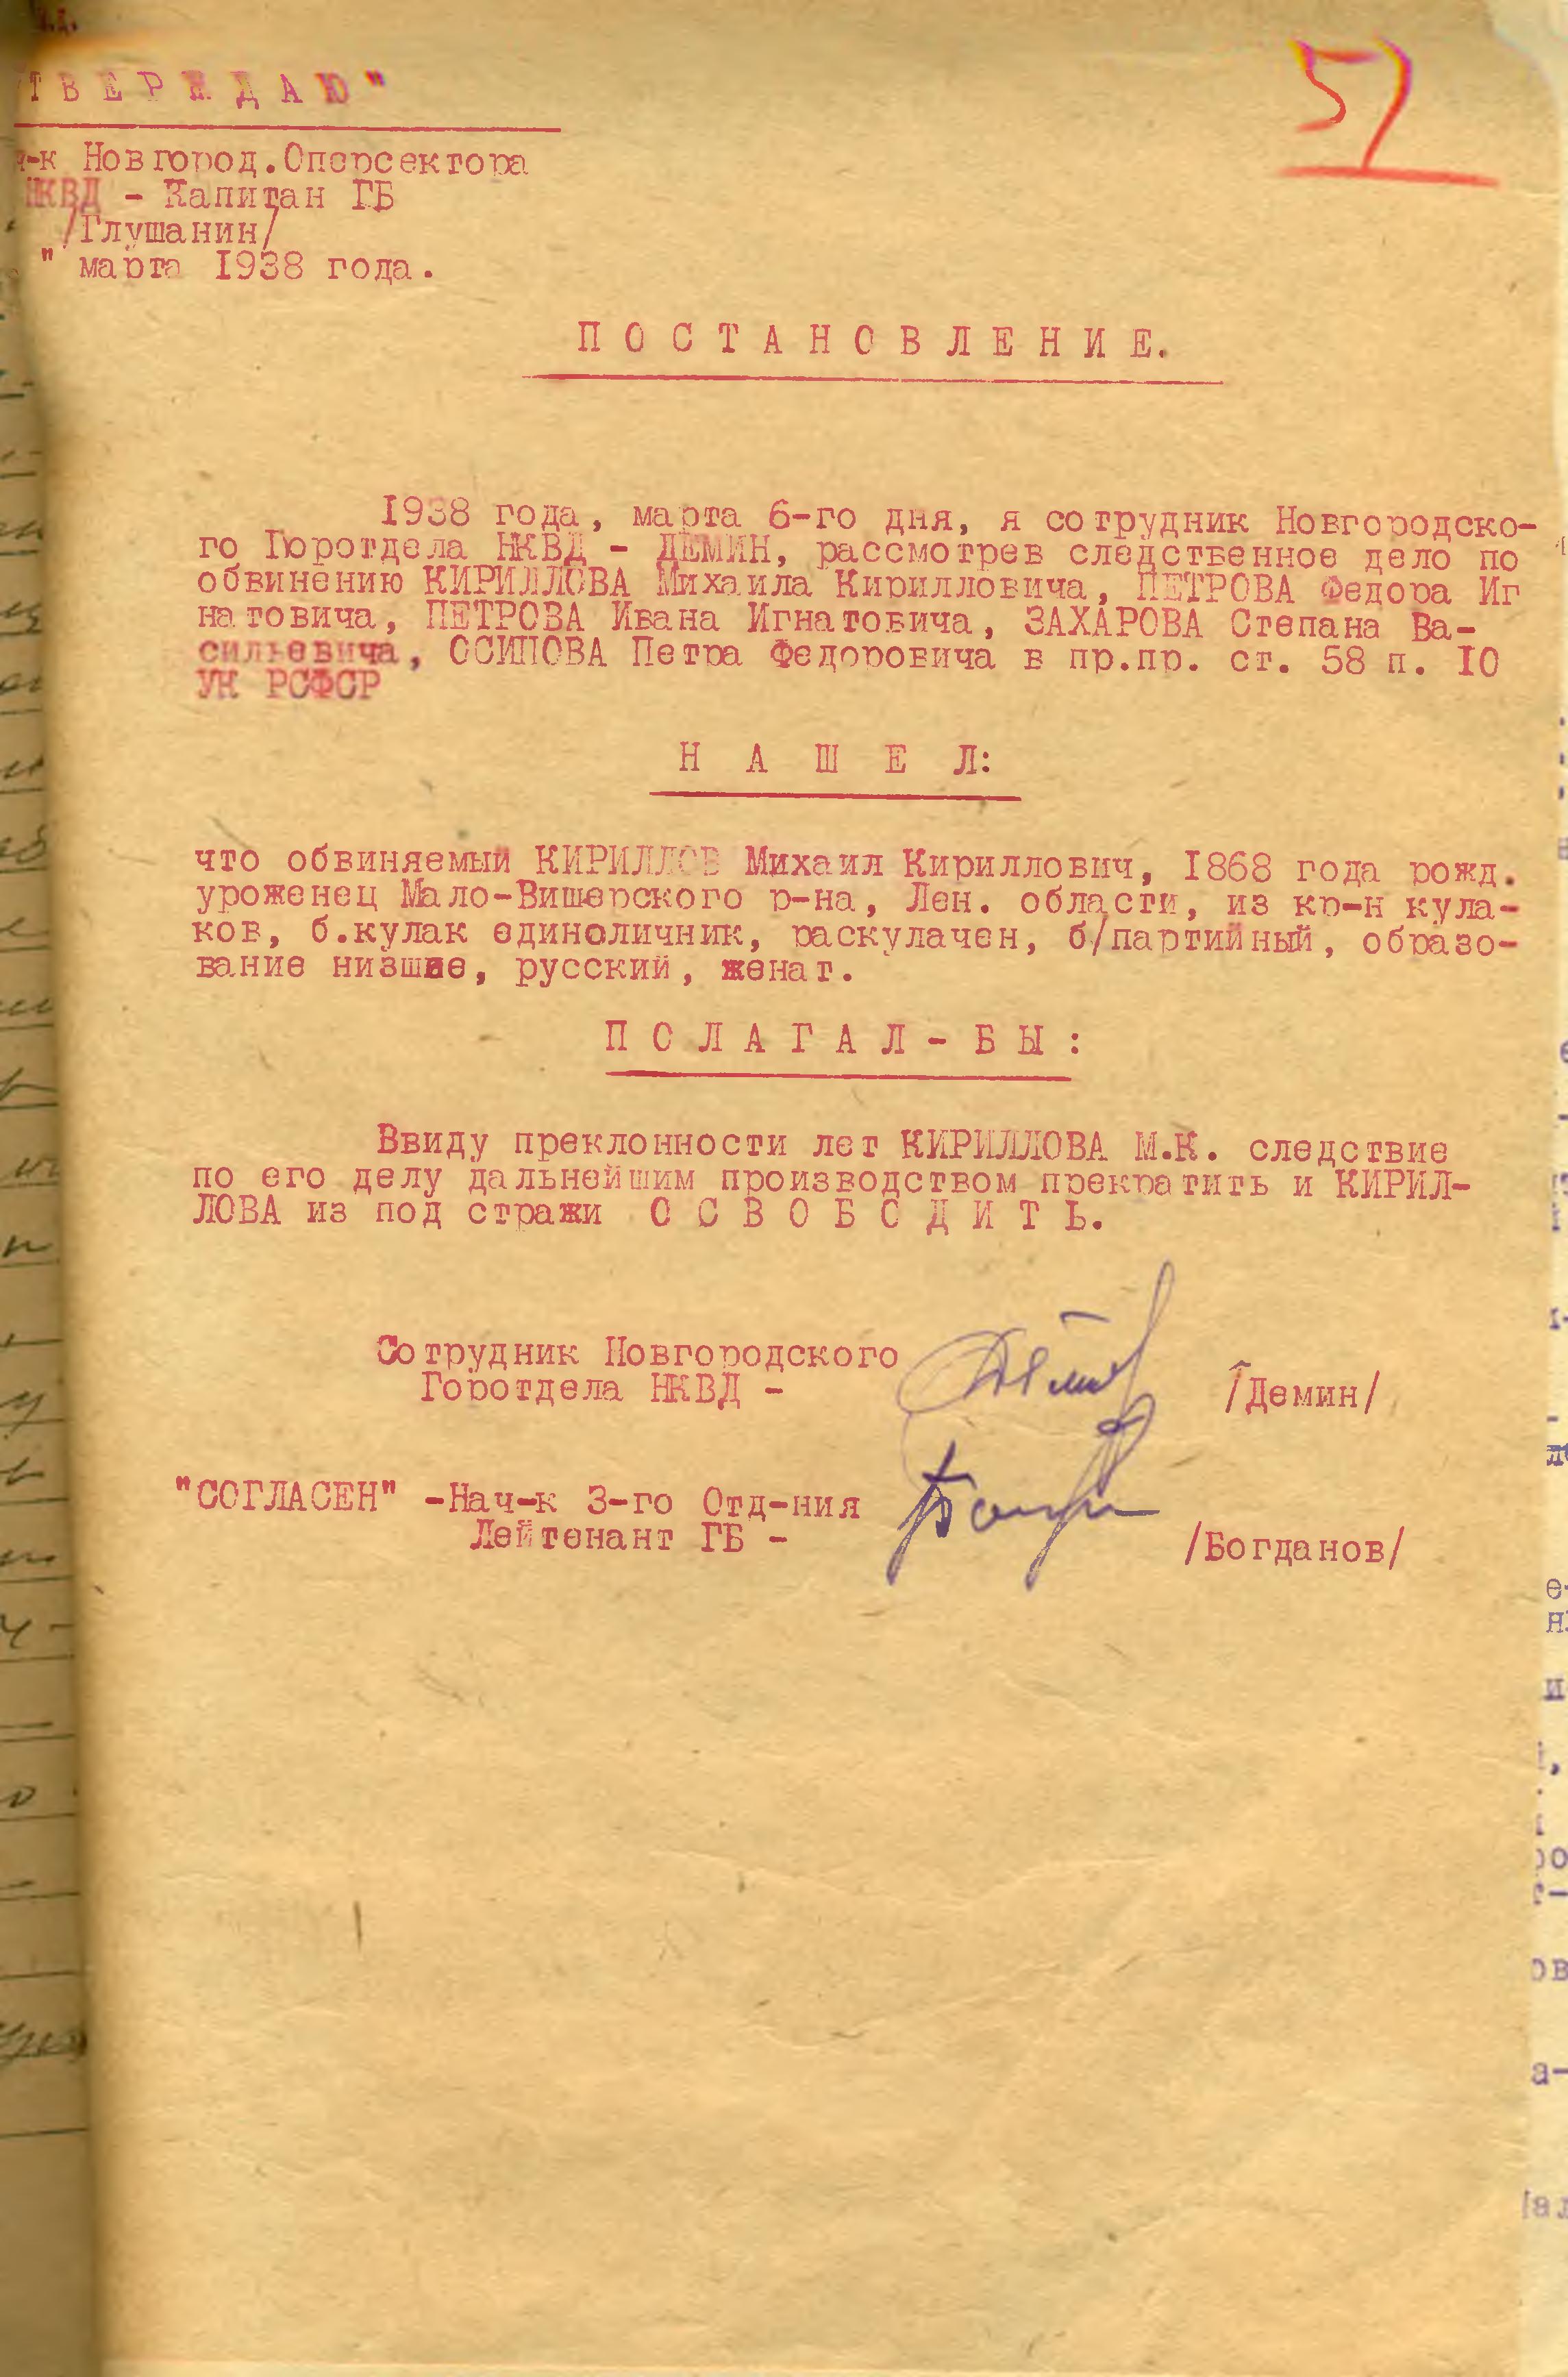 57
ТВЕРЖДАЮ"
ч-к Новгород.Оперсектора
НКВД - Капитан ГБ
/Глушанин/
" марта 1938 года.
ПОСТАНОВЛЕНИЕ.
1938 года, марта 6-го дня, я сотрудник Новгородско-
го Горотдела НКВД - ДЕМИН, рассмотрев следственное дело по
обвинению КИРИЛЛОВА Михаила Кирилловича, ПЕТРОВА Федора Иг
натовича, ПЕТРОВА Ивана Игнатовича, ЗАХАРОВА Степана Ва-
сильевича, ОСИПОВА Петра Федоровича в пр.пр. ст. 58 п. 10
УК РСФСР
НАШЕЛ:
что обвиняемый КИРИЛЛОВ Михаил Кириллович, 1868 года рожд.
уроженец Мало-Вишерского р-на, Лен. области, из кр-н кула-
ков, б.кулак единоличник, раскулачен, б/партийный, образо-
вание низшее, русский, женат.
ПОЛАГАЛ-БЫ:
Ввиду преклонности лет КИРИЛЛОВА М.К. следствие
по его делу дальнейшим производством прекратить и КИРИЛ-
ЛОВА из под стражи ОСВОБОДИТЬ.
Сотрудник Новгородского
Горотдела НКВД - /Демин/
"СОГЛАСЕН" -Нач-к 3-го Отд-ния
Лейтенант ГБ - /Богданов/